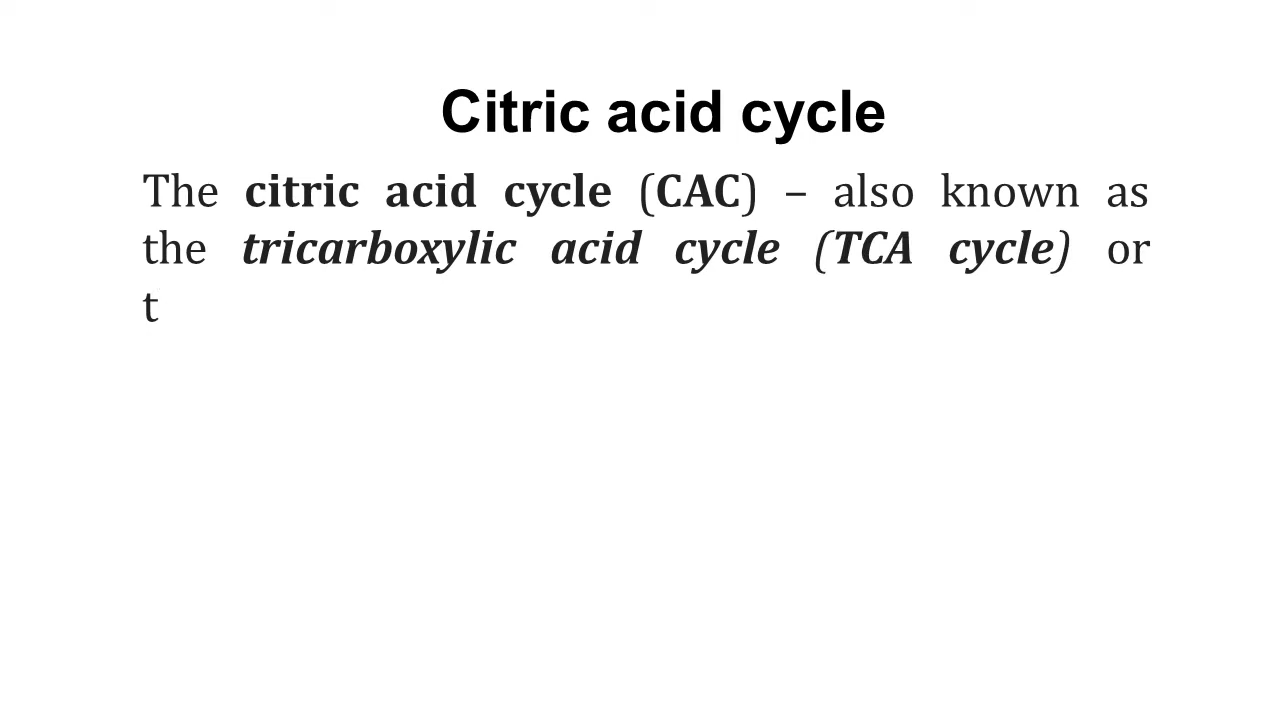 Citric acid cycle
The citric acid cycle (CAC) – also known as
the tricarboxylic acid cycle (TCA cycle) or
t